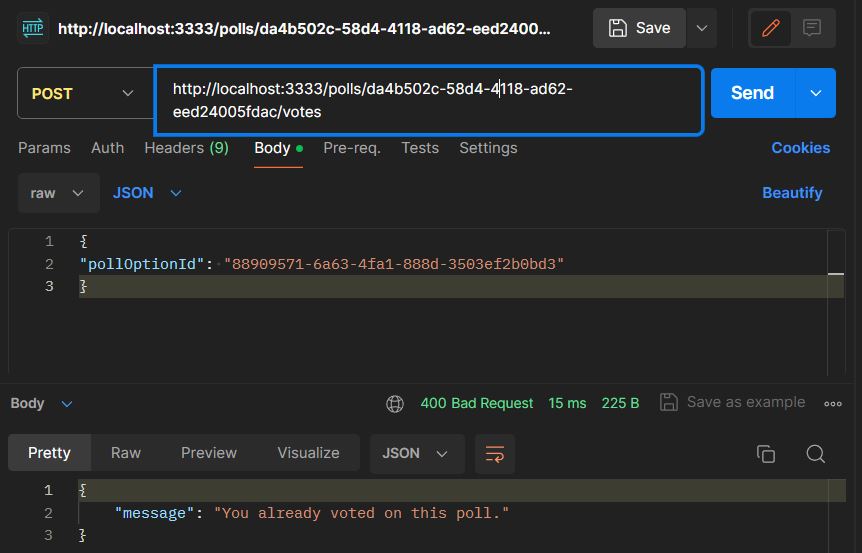 HTTP http://localhost:3333/polls/da4b502c-58d4-4118-ad62-eed2400... Save
POST http://localhost:3333/polls/da4b502c-58d4-4118-ad62-
eed24005fdac/votes
Send
Params Auth Headers (9) Body Pre-req. Tests Settings Cookies
raw JSON Beautify
1 {
2 "pollOptionId": "88909571-6a63-4fa1-888d-3503ef2b0bd3"
3 }
Body 400 Bad Request 15 ms 225 B Save as example
Pretty Raw Preview Visualize JSON
1 {
2 "message": "You already voted on this poll."
3 }